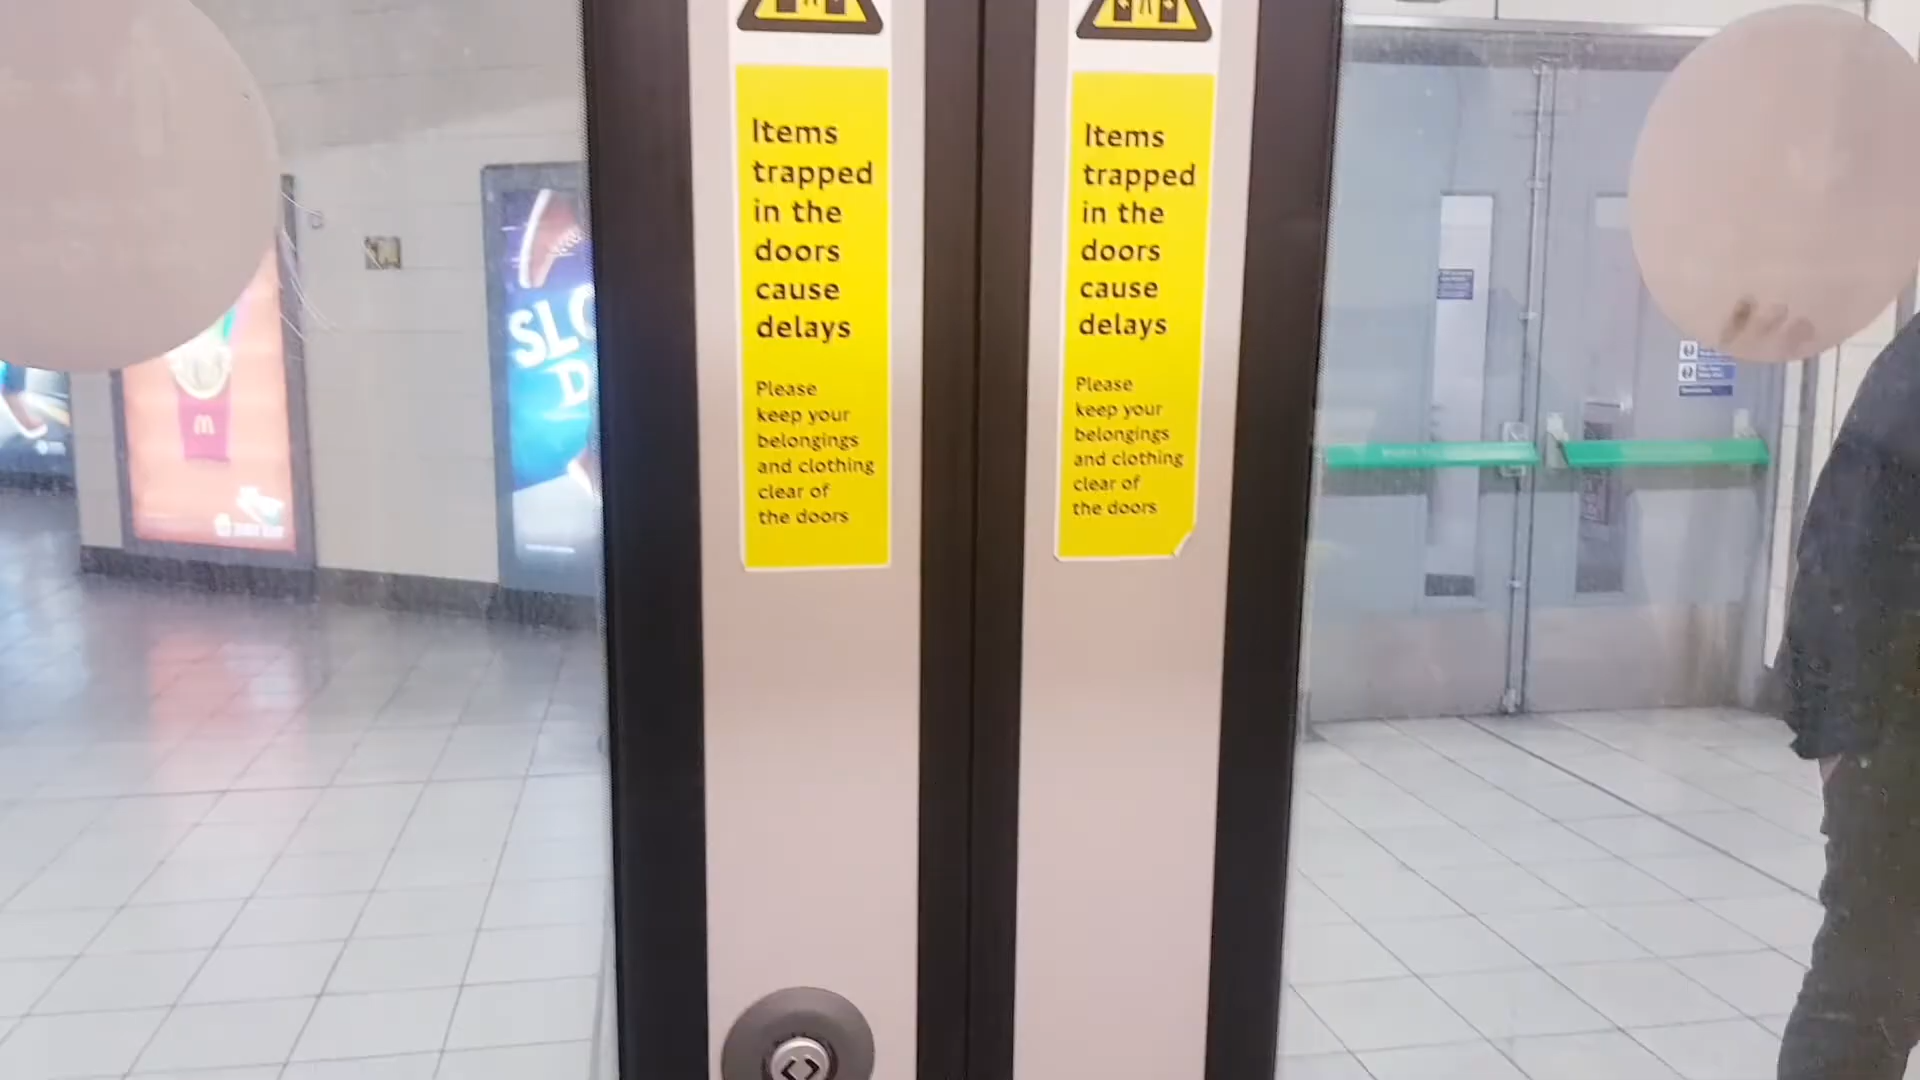 Items
trapped
in the
doors
cause
delays
Please
keep your
belongings
and clothing
clear of
the doors
Items
trapped
in the
doors
cause
delays
Please
keep your
belongings
and clothing
clear of
the doors
SLO
D